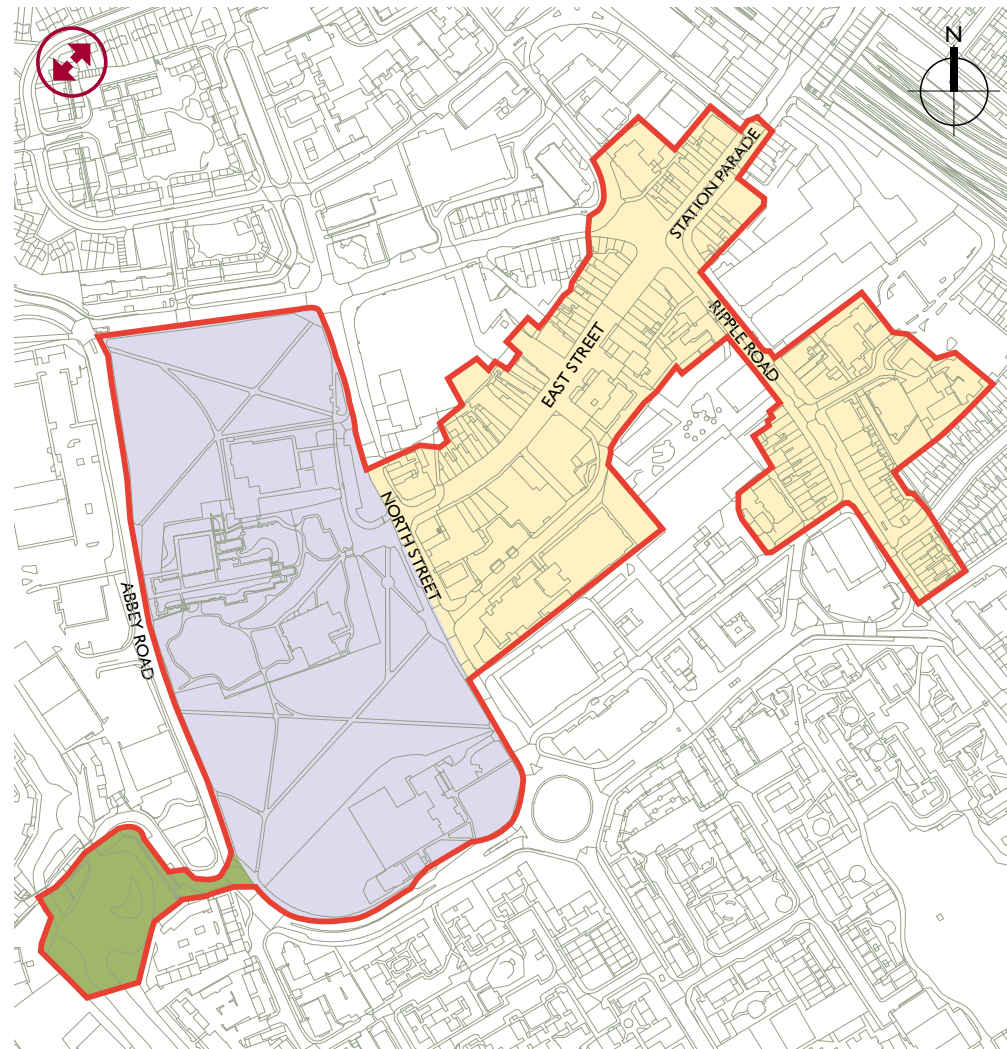 N
STATION PARADE
RIPPLE ROAD
EAST STREET
NORTH STREET
ABBEY ROAD